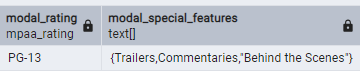 modal_rating modal_special_features
mpaa_rating text[]
PG-13 {Trailers,Commentaries,"Behind the Scenes"}